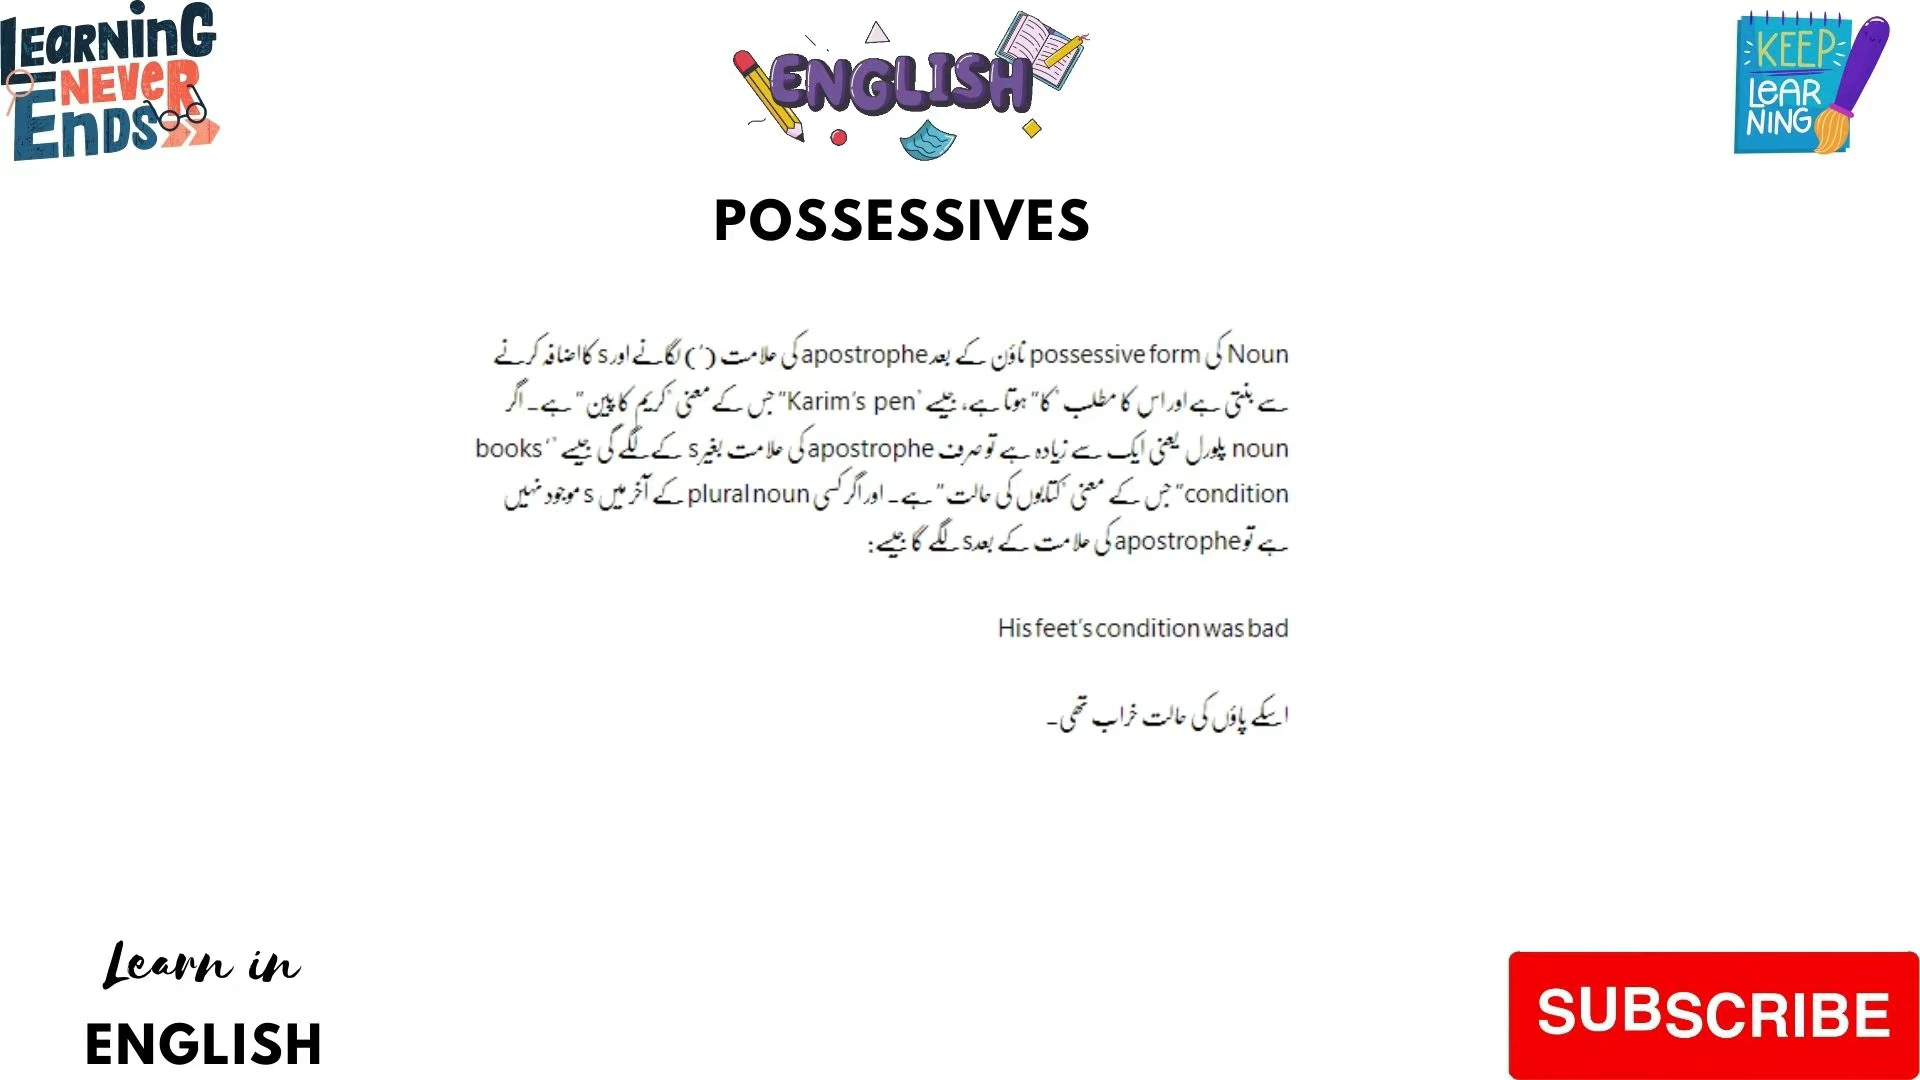 LEARNING
NEVER
ENDS
ENGLISH
KEEP
LEAR
NING
POSSESSIVES
Noun کی possessive form ناؤن کے بعد apostrophe کی علامت (’) لگانے اور s کا اضافہ کرنے
سے بنتی ہے اور اس کا مطلب ‘کا” ہوتا ہے، جیسے ‘Karim’s pen” جس کے معنی ‘کریم کا پین” ہے۔ اگر
noun پلورل یعنی ایک سے زیادہ ہے تو صرف apostrophe کی علامت بغیر s کے لگے گی جیسے ‘books’
condition” جس کے معنی ‘کتابوں کی حالت” ہے۔ اور اگر کسی plural noun کے آخر میں s موجود نہیں
ہے تو apostrophe کی علامت کے بعد s لگے گا جیسے:
His feet’s condition was bad
اسکے پاؤں کی حالت خراب تھی۔
Learn in
ENGLISH
SUBSCRIBE